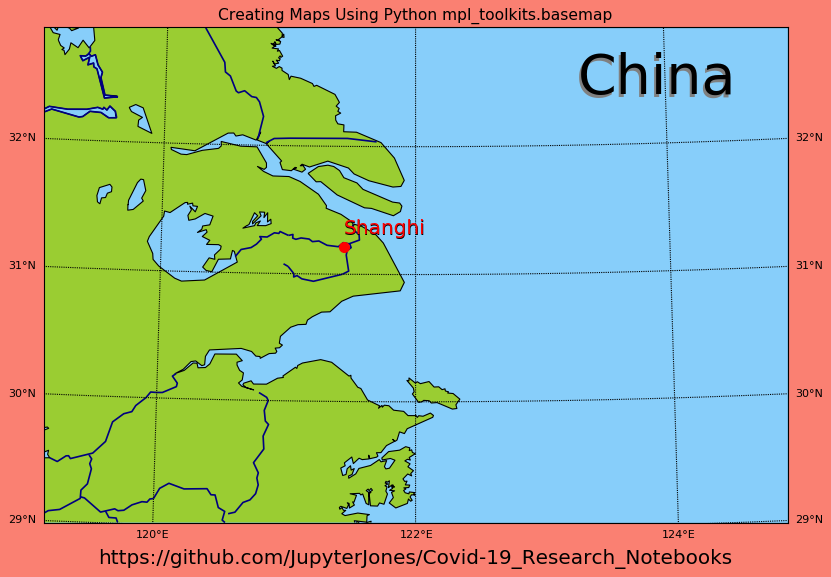 Creating Maps Using Python mpl_toolkits.basemap
China
32°N 32°N
Shanghi
31°N 31°N
30°N 30°N
29°N 29°N
120°E 122°E 124°E
https://github.com/JupyterJones/Covid-19_Research_Notebooks